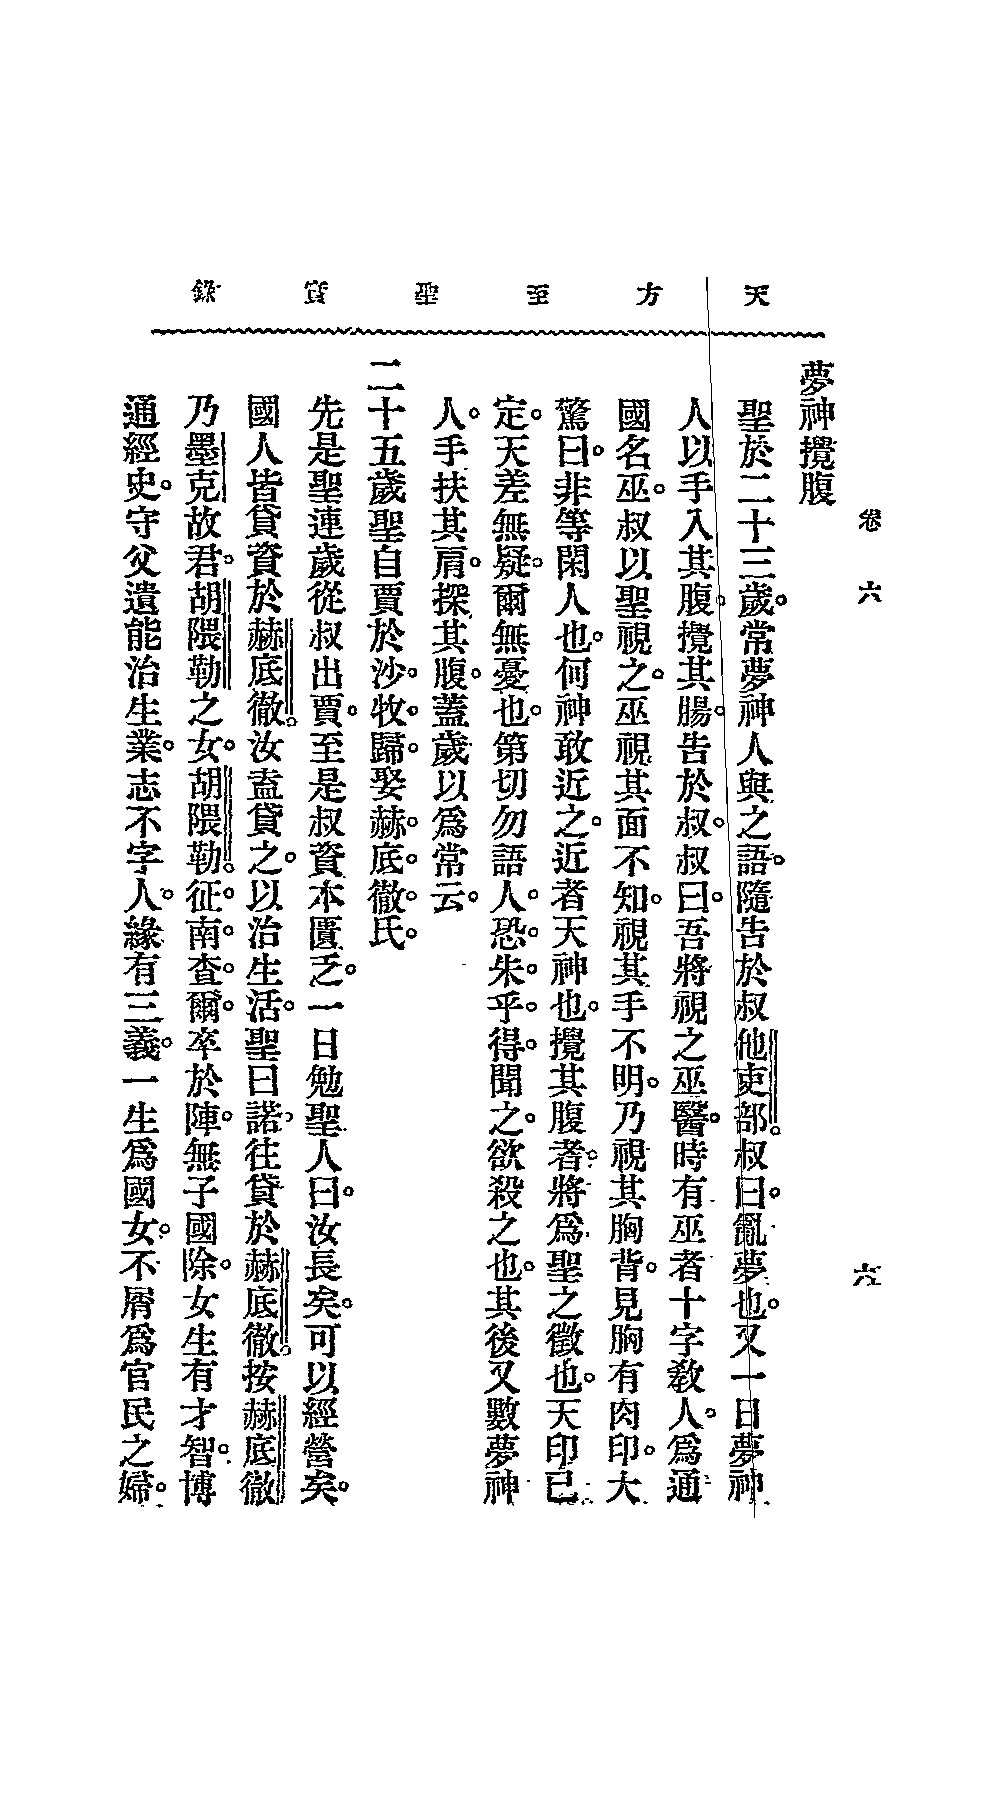 天方至聖實錄
卷六 六
夢神攪腹
聖於二十三歲。常夢神人與之語。隨告於叔他吏部。叔曰。亂夢也。又一日夢神
人以手入其腹。攪其腸。告於叔。叔曰。吾將視之巫醫。時有巫者十字教人。爲通
國名巫。叔以聖視之。巫視其面不知。視其手不明。乃視其胸背。見胸有肉印。大
驚曰。非等閑人也。何神敢近之。近者天神也。攪其腹者。將爲聖之徵也。天印已
定。天差無疑。爾無憂也。第切勿語人。恐。朱。乎。得。聞之。欲殺之也。其後又數夢神
人。手扶其肩。探其腹。蓋歲以爲常云。
二十五歲聖自賈於沙。牧。歸。娶赫。底。徹。氏。
先是聖連歲從叔出賈。至是叔資本匱乏。一日勉聖人曰。汝長矣。可以經營矣。
國人皆貸資於赫底徹。汝盍貸之。以治生活。聖曰諾。往貸於赫底徹。按赫底徹
乃墨克故君。胡隈勒之女。胡隈勒。征。南。查。爾。卒於陣。無子國除。女生有才智。博
通經史。守父遺能治生業。志不字人。緣有三義。一生爲國女。不屑爲官民之婦。